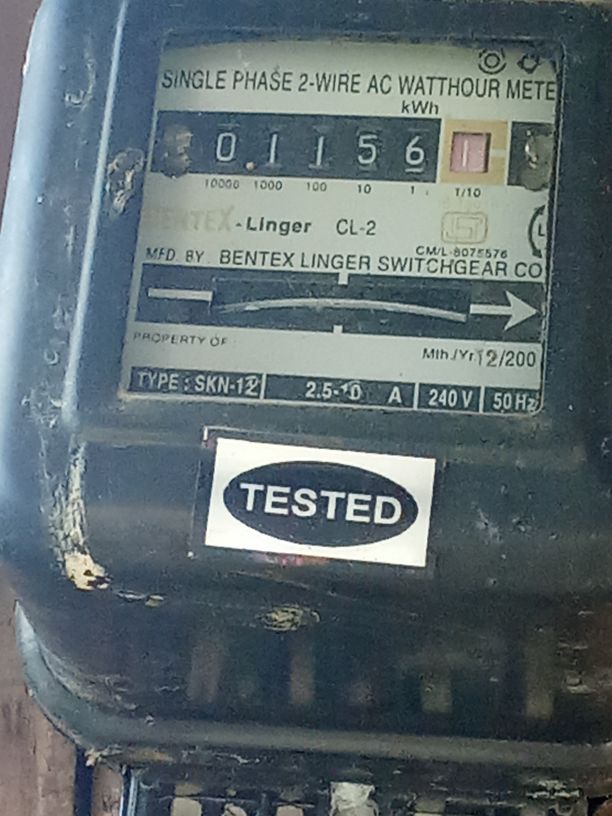 SINGLE PHASE 2-WIRE AC WATTHOUR METE
kWh
0 1 1 5 6 1
10000 1000 100 10 1 1/10
BENTEX - Linger CL-2
CM/L-8075576
MFD. BY. BENTEX LINGER SWITCHGEAR CO
PROPERTY OF
Mth./Yr. 12/200
TYPE : SKN-12 2.5-10 A 240 V 50 Hz
TESTED